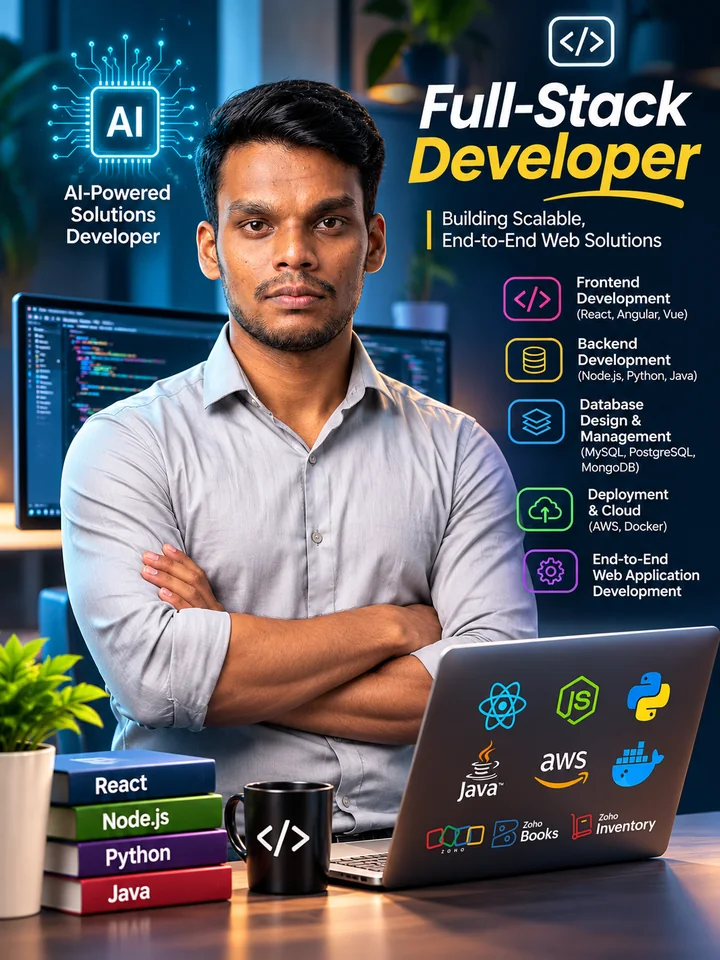 AI
AI-Powered
Solutions
Developer
</>
Full-Stack
Developer
Building Scalable,
End-to-End Web Solutions
</>
Frontend
Development
(React, Angular, Vue)
Backend
Development
(Node.js, Python, Java)
Database
Design &
Management
(MySQL, PostgreSQL,
MongoDB)
Deployment
& Cloud
(AWS, Docker)
End-to-End
Web Application
Development
React
Node.js
Python
Java
</>
JS
Java™
aws
ZOHO
Zoho
Books
Zoho
Inventory